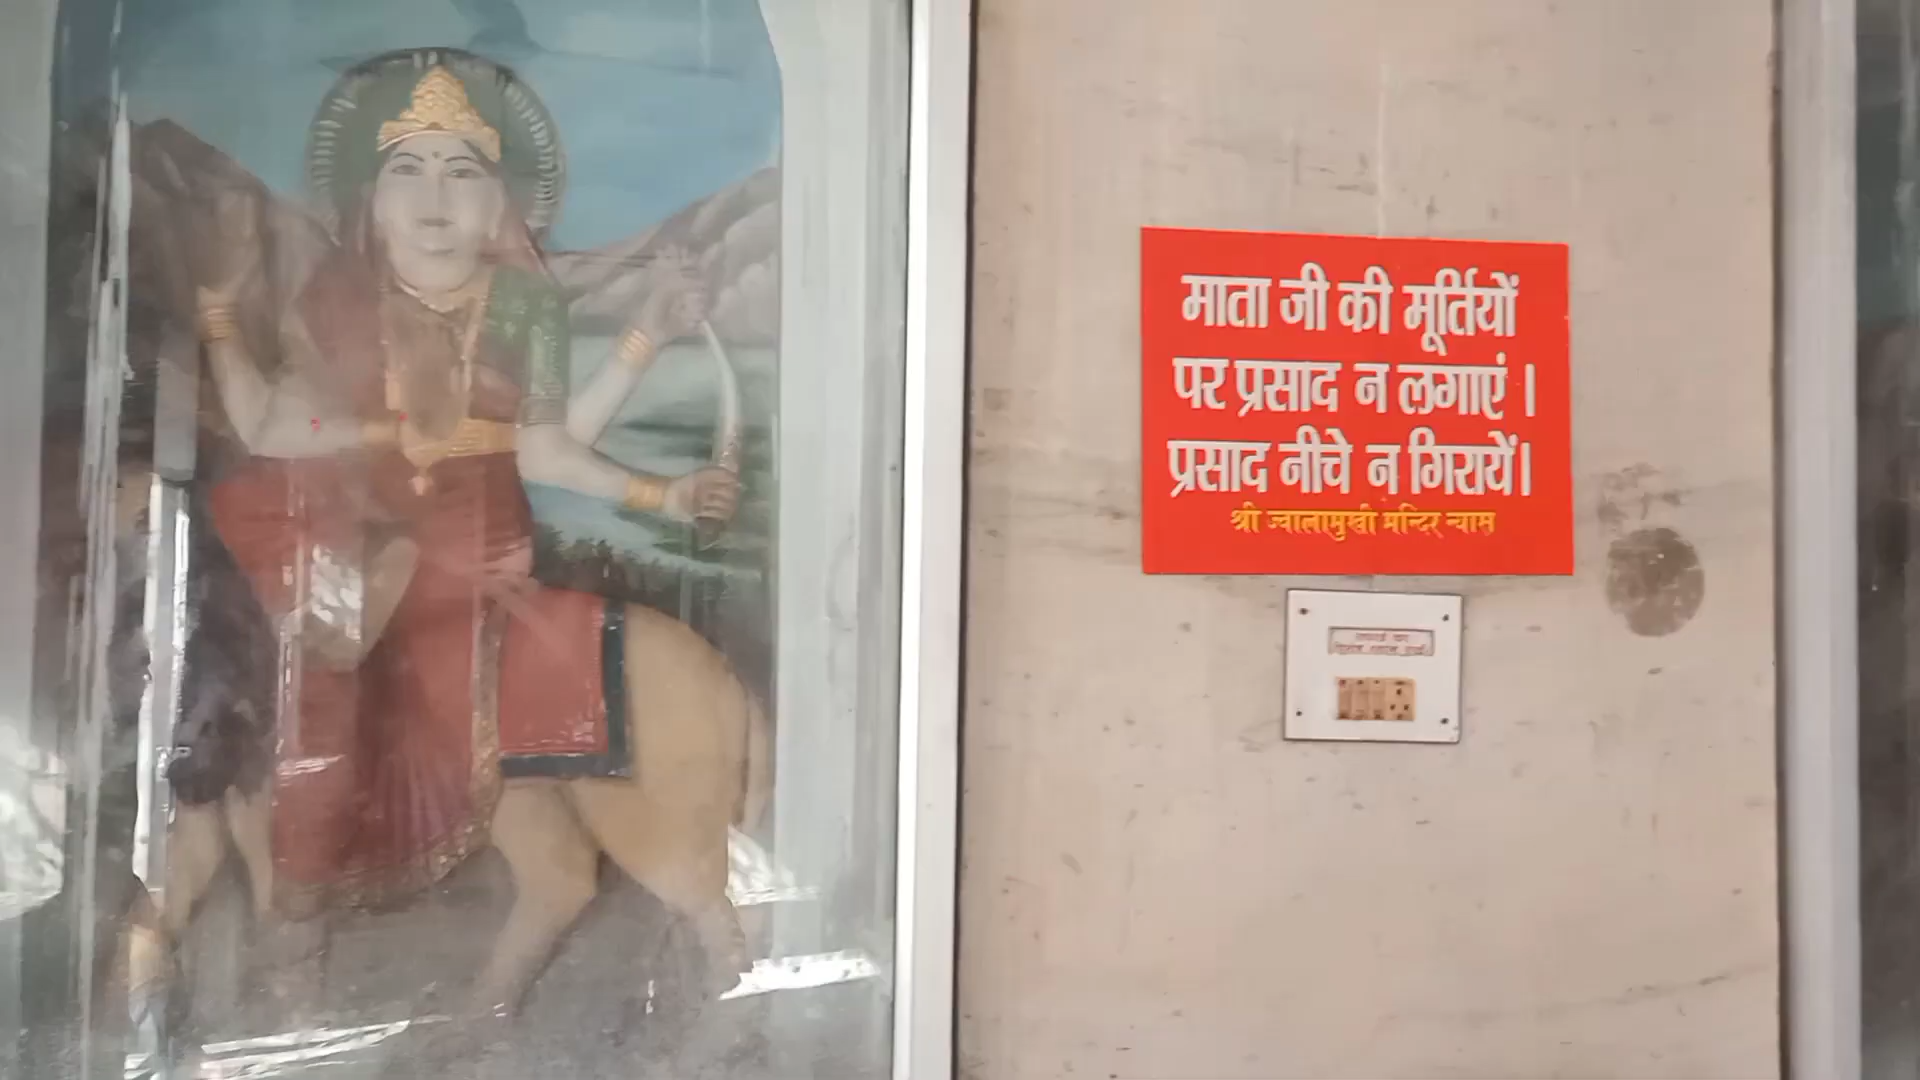 माता जी की मूर्तियों
पर प्रसाद न लगाएं ।
प्रसाद नीचे न गिरायें।
श्री ज्वालामुखी मन्दिर न्यास